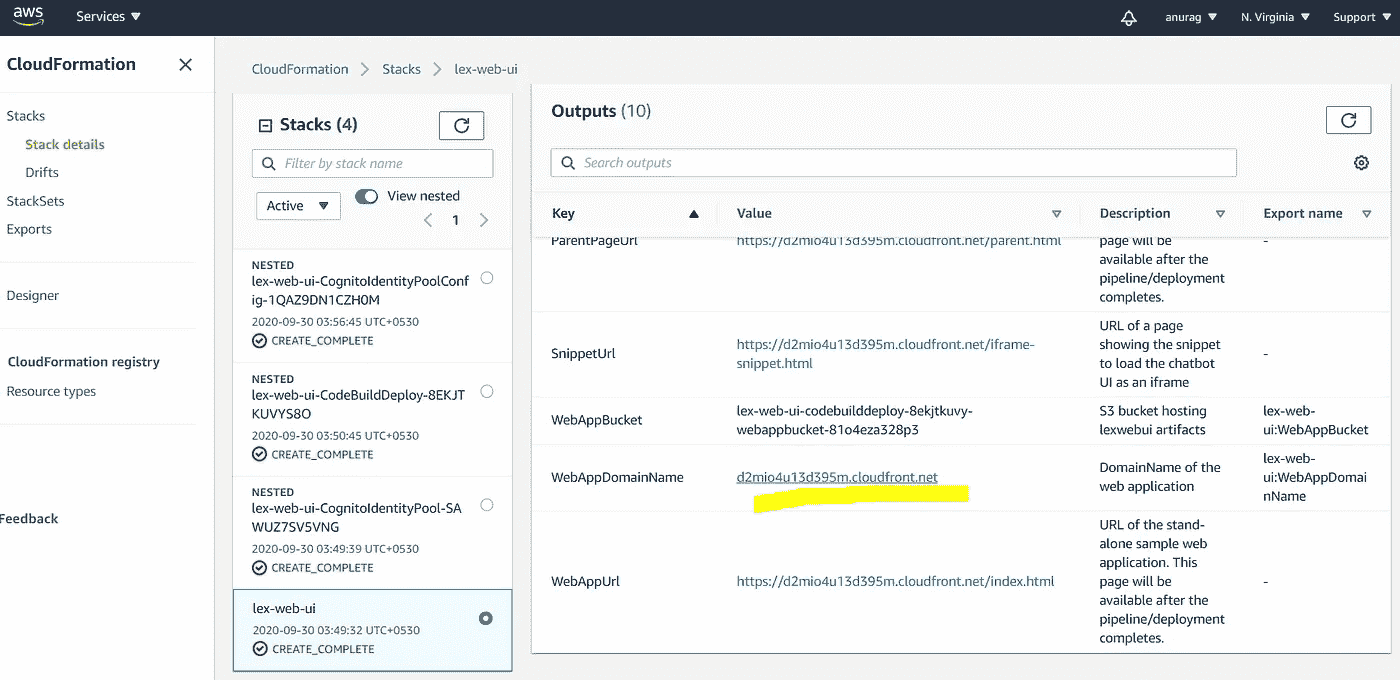 aws
Services ▼
anurag ▼
N. Virginia ▼
Support ▼
CloudFormation
Stacks
Stack details
Drifts
StackSets
Exports
Designer
CloudFormation registry
Resource types
Feedback
CloudFormation > Stacks > lex-web-ui
Stacks (4)
Filter by stack name
Active ▼
View nested
1
NESTED
lex-web-ui-CognitoIdentityPoolConf
ig-1QAZ9DN1CZH0M
2020-09-30 03:56:45 UTC+0530
CREATE_COMPLETE
NESTED
lex-web-ui-CodeBuildDeploy-8EKJT
KUVYS8O
2020-09-30 03:50:45 UTC+0530
CREATE_COMPLETE
NESTED
lex-web-ui-CognitoIdentityPool-SA
WUZ7SV5VNG
2020-09-30 03:49:39 UTC+0530
CREATE_COMPLETE
lex-web-ui
2020-09-30 03:49:32 UTC+0530
CREATE_COMPLETE
Outputs (10)
Search outputs
Key
Value
Description
Export name
ParentPageUrl
https://d2mio4u13d395m.cloudfront.net/parent.html
page will be
available after the
pipeline/deployment
completes.
-
SnippetUrl
https://d2mio4u13d395m.cloudfront.net/iframe-
snippet.html
URL of a page
showing the snippet
to load the chatbot
UI as an iframe
-
WebAppBucket
lex-web-ui-codebuilddeploy-8ekjtkuvy-
webappbucket-81o4eza328p3
S3 bucket hosting
lexwebui artifacts
lex-web-
ui:WebAppBucket
WebAppDomainName
d2mio4u13d395m.cloudfront.net
DomainName of the
web application
lex-web-
ui:WebAppDomai
nName
WebAppUrl
https://d2mio4u13d395m.cloudfront.net/index.html
URL of the stand-
alone sample web
application. This
page will be
available after the
pipeline/deployment
completes.
-